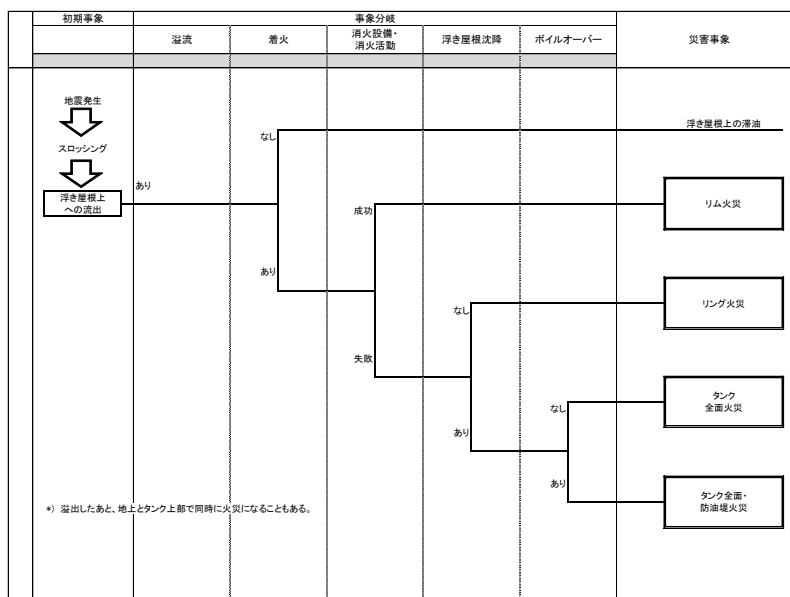 初期事象
事象分岐
災害事象
溢流
着火
消火設備・
消火活動
浮き屋根沈降
ボイルオーバー
地震発生
スロッシング
浮き屋根上
への流出
あり
なし
浮き屋根上の滞油
あり
成功
リム火災
失敗
なし
リング火災
あり
なし
タンク
全面火災
あり
タンク全面・
防油堤火災
*) 溢出したあと、地上とタンク上部で同時に火災になることもある。